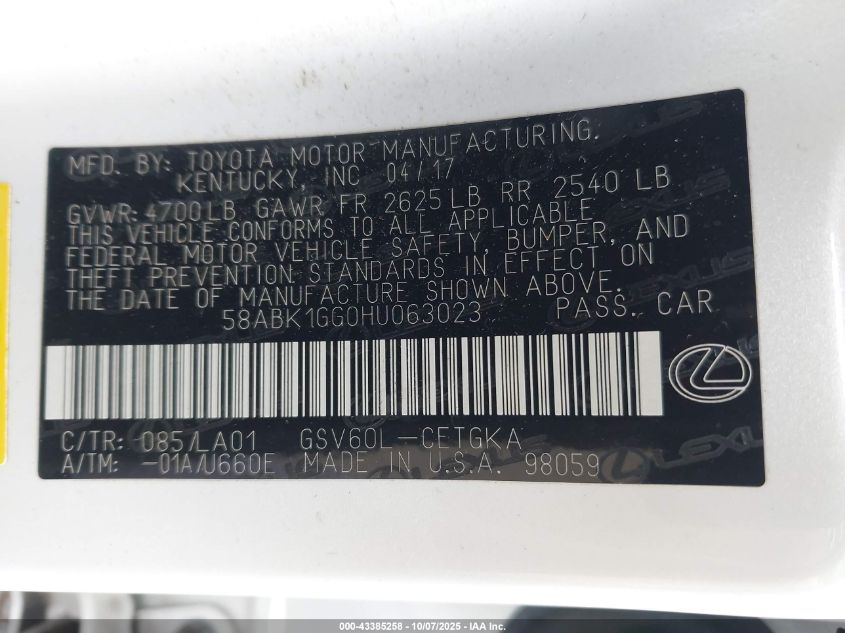 MFD. BY: TOYOTA MOTOR MANUFACTURING.
KENTUCKY, INC 04/17
GVWR: 4700LB GAWR FR 2625LB RR 2540 LB
THIS VEHICLE CONFORMS TO ALL APPLICABLE
FEDERAL MOTOR VEHICLE SAFETY, BUMPER, AND
THEFT PREVENTION STANDARDS IN EFFECT ON
THE DATE OF MANUFACTURE SHOWN ABOVE.
58ABK1GG0HU063023 PASS. CAR
C/TR: 085/LA01 GSV60L-CETGKA
A/TM: -01A/U660E MADE IN U.S.A. 98059
LEXUS
000-43385258 - 10/07/2025 - IAA Inc.